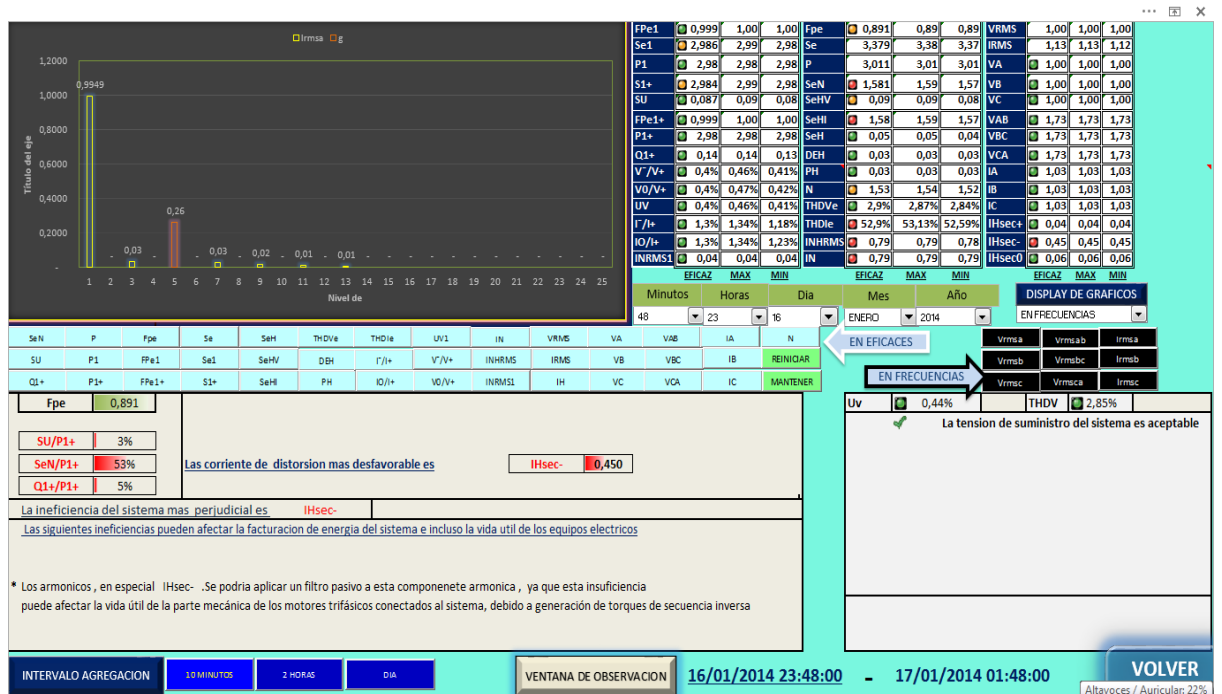 Irmsa g
1,2000
1,0000
0,8000
0,6000
0,4000
0,2000
-
Título del eje
0,9949
- 0,03 - 0,26 - 0,03 - 0,02 - 0,01 - 0,01 - - - - - - - - - - - -
1 2 3 4 5 6 7 8 9 10 11 12 13 14 15 16 17 18 19 20 21 22 23 24 25
Nivel de
FPe1 0,999 1,00 1,00 Fpe 0,891 0,89 0,89 VRMS 1,00 1,00 1,00
Se1 2,986 2,99 2,98 Se 3,379 3,38 3,37 IRMS 1,13 1,13 1,12
P1 2,98 2,98 2,98 P 3,011 3,01 3,01 VA 1,00 1,00 1,00
S1+ 2,984 2,99 2,98 SeN 1,581 1,59 1,57 VB 1,00 1,00 1,00
SU 0,087 0,09 0,08 SeHV 0,09 0,09 0,08 VC 1,00 1,00 1,00
FPe1+ 0,999 1,00 1,00 SeHI 1,58 1,59 1,57 VAB 1,73 1,73 1,73
P1+ 2,98 2,98 2,98 SeH 0,05 0,05 0,04 VBC 1,73 1,73 1,73
Q1+ 0,14 0,14 0,13 DEH 0,03 0,03 0,03 VCA 1,73 1,73 1,73
V⁻/V+ 0,4% 0,46% 0,41% PH 0,03 0,03 0,03 IA 1,03 1,03 1,03
V0/V+ 0,4% 0,47% 0,42% N 1,53 1,54 1,52 IB 1,03 1,03 1,03
UV 0,4% 0,46% 0,41% THDVe 2,9% 2,87% 2,84% IC 1,03 1,03 1,03
I⁻/I+ 1,3% 1,34% 1,18% THDIe 52,9% 53,13% 52,59% IHsec+ 0,04 0,04 0,04
IO/I+ 1,3% 1,34% 1,23% INHRMS 0,79 0,79 0,78 IHsec- 0,45 0,45 0,45
INRMS1 0,04 0,04 0,04 IN 0,79 0,79 0,79 IHsec0 0,06 0,06 0,06
EFICAZ MAX MIN EFICAZ MAX MIN EFICAZ MAX MIN
Minutos Horas Dia Mes Año DISPLAY DE GRAFICOS
48 23 16 ENERO 2014 EN FRECUENCIAS
SeN P Fpe Se SeH THDVe THDIe UV1 IN VRMS VA VAB IA N
EN EFICACES
Vrmsa Vrmsab Irmsa
SU P1 FPe1 Se1 SeHV DEH I⁻/I+ V⁻/V+ INHRMS IRMS VB VBC IB REINICIAR
Vrmsb Vrmsbc Irmsb
EN FRECUENCIAS
Q1+ P1+ FPe1+ S1+ SeHI PH IO/I+ V0/V+ INRMS1 IH VC VCA IC MANTENER
Vrmsc Vrmsca Irmsc
Fpe 0,891
SU/P1+ 3%
SeN/P1+ 53%
Q1+/P1+ 5%
Las corriente de distorsion mas desfavorable es IHsec- 0,450
Uv 0,44% THDV 2,85%
La tension de suministro del sistema es aceptable
La ineficiencia del sistema mas perjudicial es IHsec-
Las siguientes ineficiencias pueden afectar la facturacion de energia del sistema e incluso la vida util de los equipos electricos
* Los armonicos , en especial IHsec- .Se podria aplicar un filtro pasivo a esta componenete armonica , ya que esta insuficiencia
puede afectar la vida útil de la parte mecánica de los motores trifásicos conectados al sistema, debido a generación de torques de secuencia inversa
INTERVALO AGREGACION 10 MINUTOS 2 HORAS DIA VENTANA DE OBSERVACION 16/01/2014 23:48:00 - 17/01/2014 01:48:00 VOLVER
Altavoces / Auricular: 22%